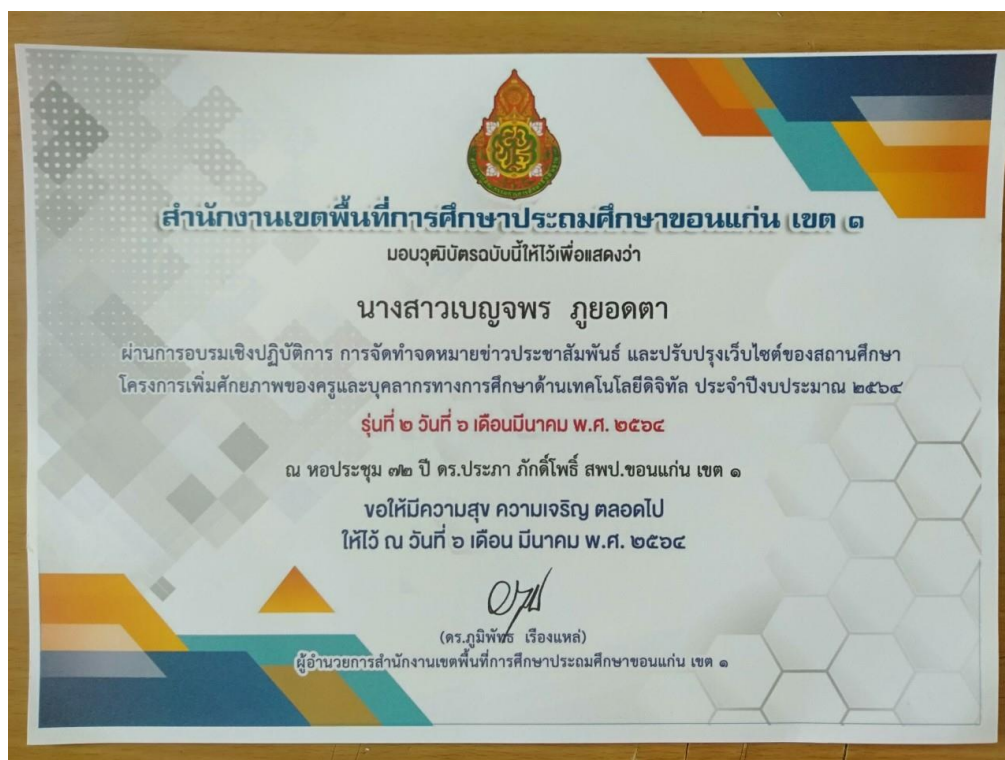 สำนักงานเขตพื้นที่การศึกษาประถมศึกษาขอนแก่น เขต ๑
มอบวุฒิบัตรฉบับนี้ให้ไว้เพื่อแสดงว่า
นางสาวเบญจพร ภูยอดตา
ผ่านการอบรมเชิงปฏิบัติการ การจัดทำจดหมายข่าวประชาสัมพันธ์ และปรับปรุงเว็บไซต์ของสถานศึกษา
โครงการเพิ่มศักยภาพของครูและบุคลากรทางการศึกษาด้านเทคโนโลยีดิจิทัล ประจำปีงบประมาณ ๒๕๖๔
รุ่นที่ ๒ วันที่ ๖ เดือนมีนาคม พ.ศ. ๒๕๖๔
ณ หอประชุม ๗๒ ปี ดร.ประภา ภักดิ์โพธิ์ สพป.ขอนแก่น เขต ๑
ขอให้มีความสุข ความเจริญ ตลอดไป
ให้ไว้ ณ วันที่ ๖ เดือน มีนาคม พ.ศ. ๒๕๖๔
(ดร.ภูมิพัทธ เรืองแหล่)
ผู้อำนวยการสำนักงานเขตพื้นที่การศึกษาประถมศึกษาขอนแก่น เขต ๑